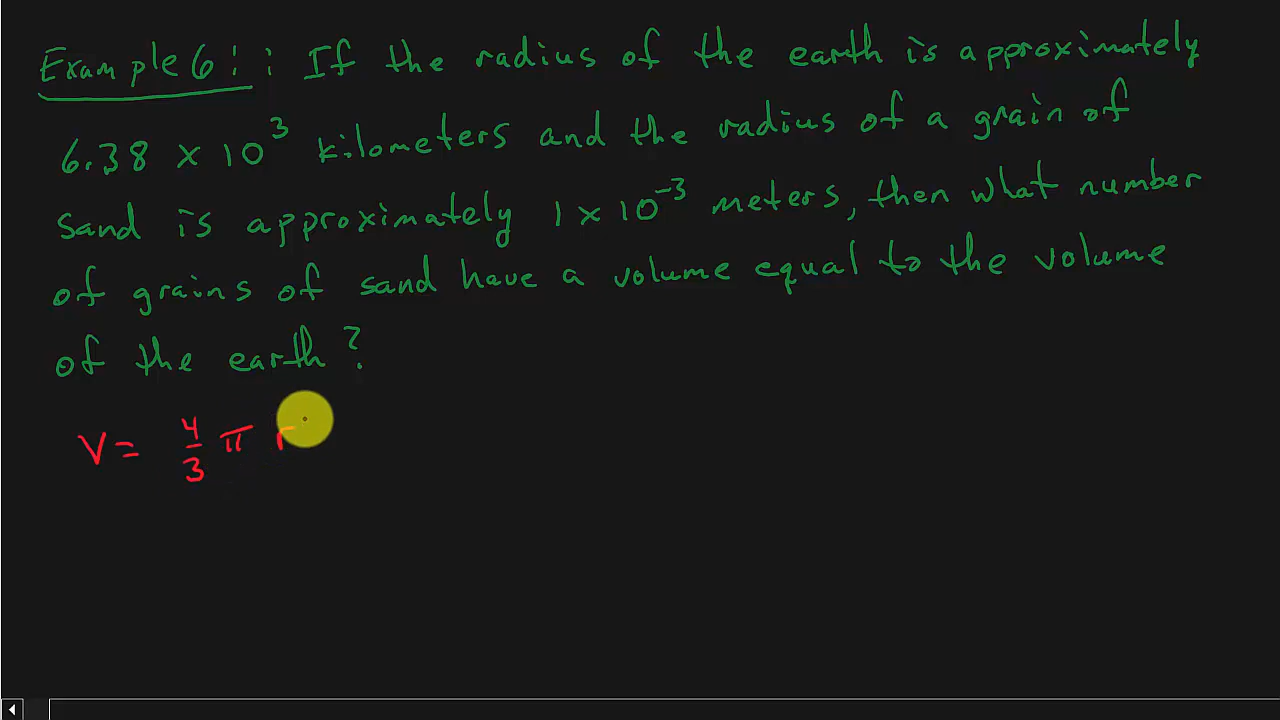 Example 6!: If the radius of the earth is approximately
6.38 × 10³ kilometers and the radius of a grain of
sand is approximately 1 × 10⁻³ meters, then what number
of grains of sand have a volume equal to the volume
of the earth?
V = 4/3 π r